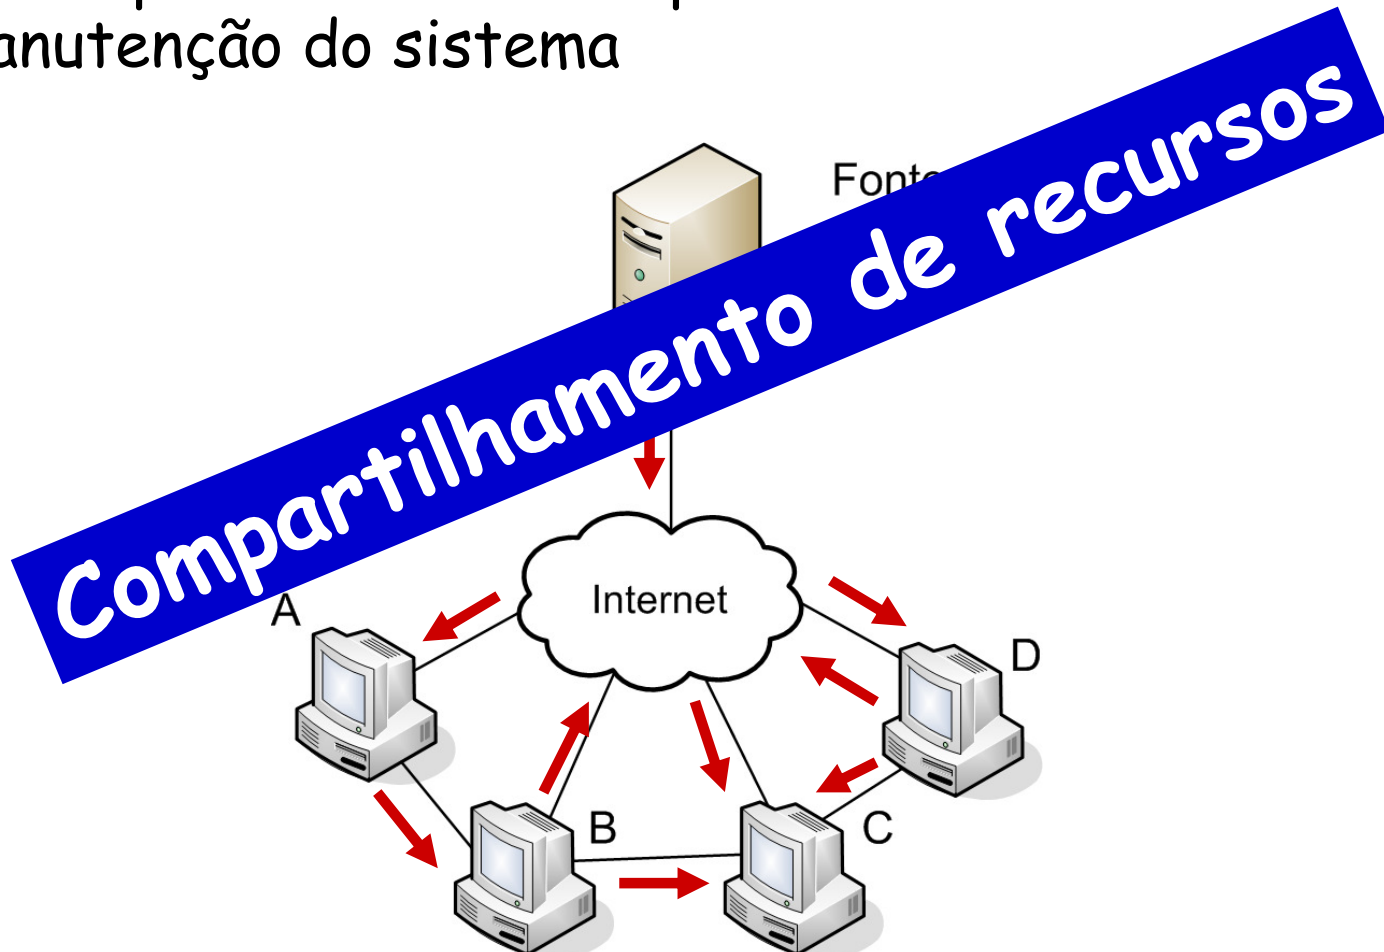 anutenção do sistema
Compartilhamento de recursos
Internet
A
D
B
C